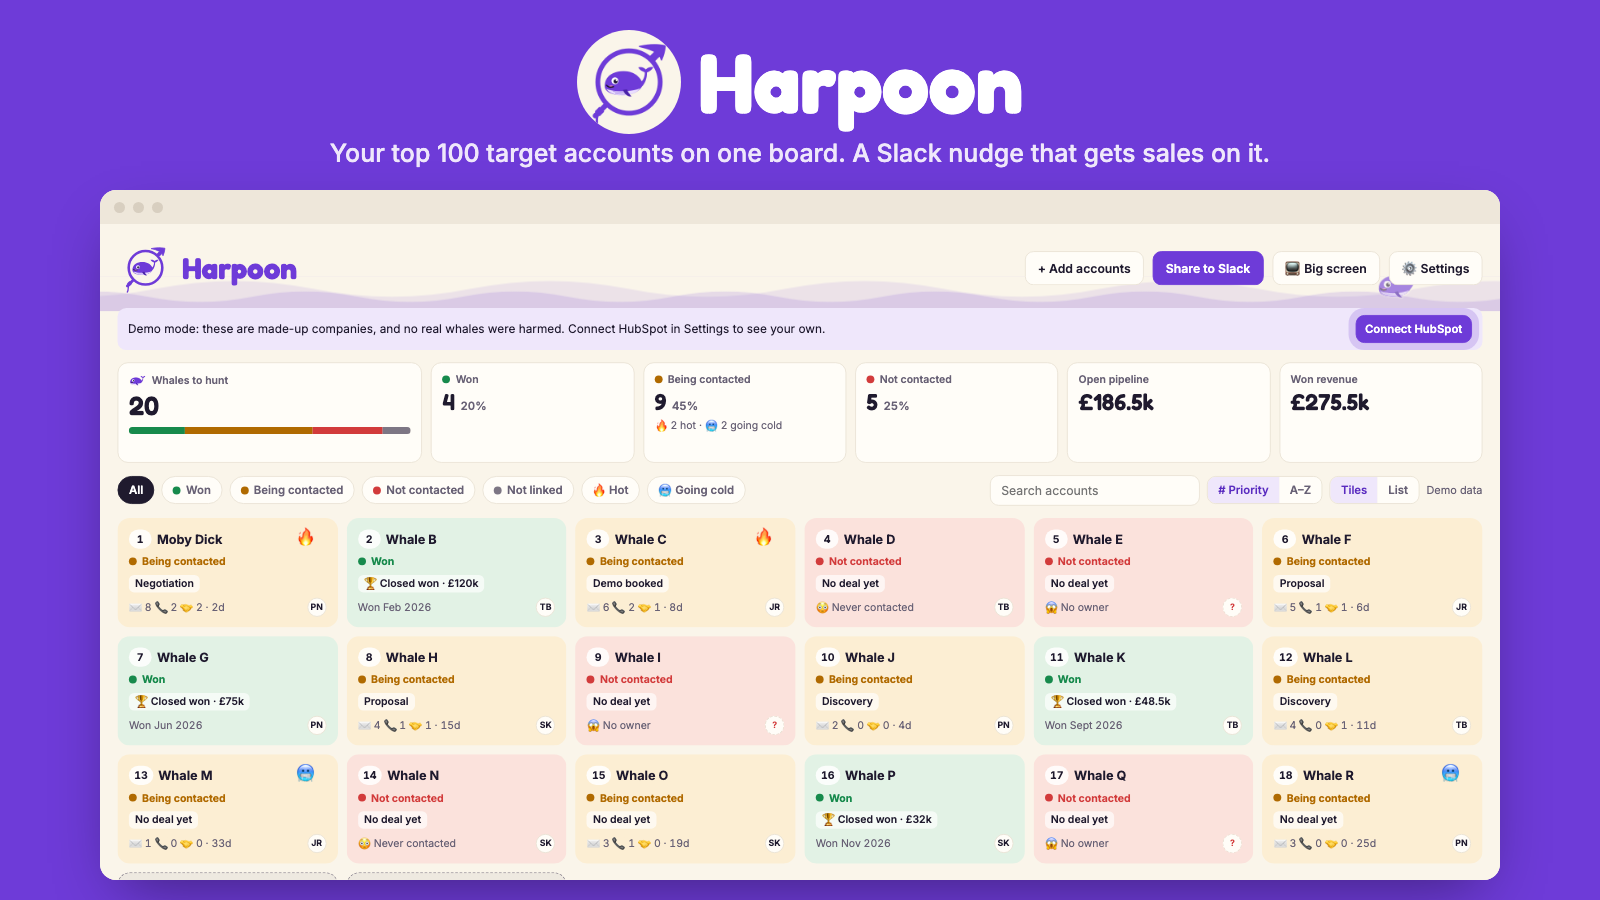 Harpoon
Your top 100 target accounts on one board. A Slack nudge that gets sales on it.
Harpoon
+ Add accounts
Share to Slack
Big screen
Settings
Demo mode: these are made-up companies, and no real whales were harmed. Connect HubSpot in Settings to see your own.
Connect HubSpot
Whales to hunt
20
Won
4 20%
Being contacted
9 45%
🔥 2 hot · 🥶 2 going cold
Not contacted
5 25%
Open pipeline
£186.5k
Won revenue
£275.5k
All
Won
Being contacted
Not contacted
Not linked
🔥 Hot
🥶 Going cold
Search accounts
# Priority
A–Z
Tiles
List
Demo data
1 Moby Dick 🔥
Being contacted
Negotiation
✉️ 8 📞 2 🤝 2 · 2d PN
2 Whale B
Won
🏆 Closed won · £120k
Won Feb 2026 TB
3 Whale C 🔥
Being contacted
Demo booked
✉️ 6 📞 2 🤝 1 · 8d JR
4 Whale D
Not contacted
No deal yet
😳 Never contacted TB
5 Whale E
Not contacted
No deal yet
😱 No owner ?
6 Whale F
Being contacted
Proposal
✉️ 5 📞 1 🤝 1 · 6d JR
7 Whale G
Won
🏆 Closed won · £75k
Won Jun 2026 PN
8 Whale H
Being contacted
Proposal
✉️ 4 📞 1 🤝 1 · 15d SK
9 Whale I
Not contacted
No deal yet
😱 No owner ?
10 Whale J
Being contacted
Discovery
✉️ 2 📞 0 🤝 0 · 4d PN
11 Whale K
Won
🏆 Closed won · £48.5k
Won Sept 2026 TB
12 Whale L
Being contacted
Discovery
✉️ 4 📞 0 🤝 1 · 11d TB
13 Whale M 🥶
Being contacted
No deal yet
✉️ 1 📞 0 🤝 0 · 33d JR
14 Whale N
Not contacted
No deal yet
😳 Never contacted SK
15 Whale O
Being contacted
No deal yet
✉️ 3 📞 1 🤝 0 · 19d SK
16 Whale P
Won
🏆 Closed won · £32k
Won Nov 2026 SK
17 Whale Q
Not contacted
No deal yet
😱 No owner ?
18 Whale R 🥶
Being contacted
No deal yet
✉️ 3 📞 0 🤝 0 · 25d PN